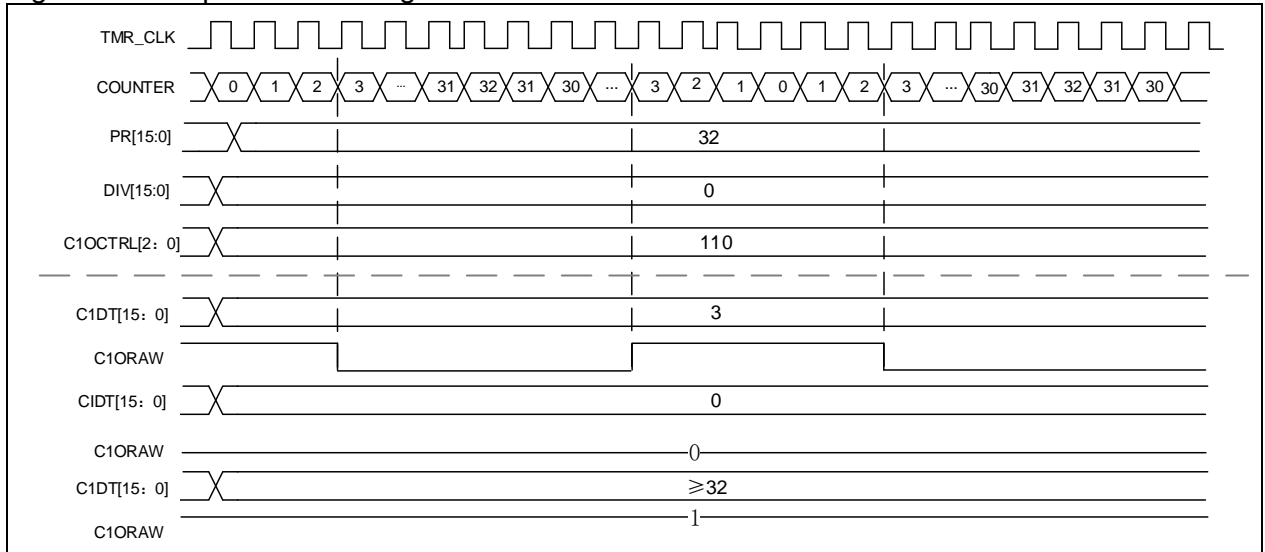 TMR_CLK
COUNTER 0 1 2 3 ... 31 32 31 30 ... 3 2 1 0 1 2 3 ... 30 31 32 31 30
PR[15:0] 32
DIV[15:0] 0
C1OCTRL[2：0] 110
C1DT[15：0] 3
C1ORAW
CIDT[15：0] 0
C1ORAW 0
C1DT[15：0] ≥32
C1ORAW 1